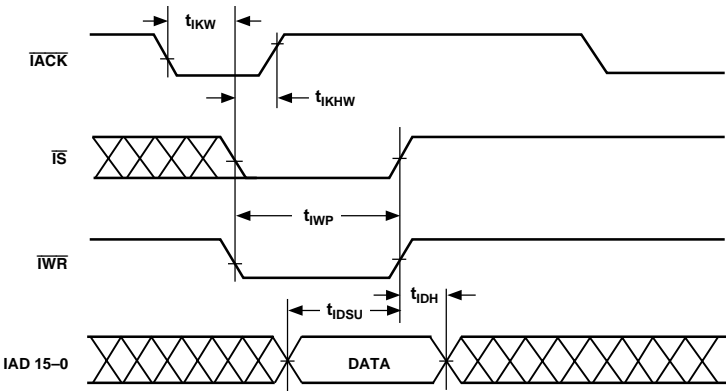 tIKW
IACK
tIKHW
IS
tIWP
IWR
tIDH
tIDSU
IAD 15–0
DATA